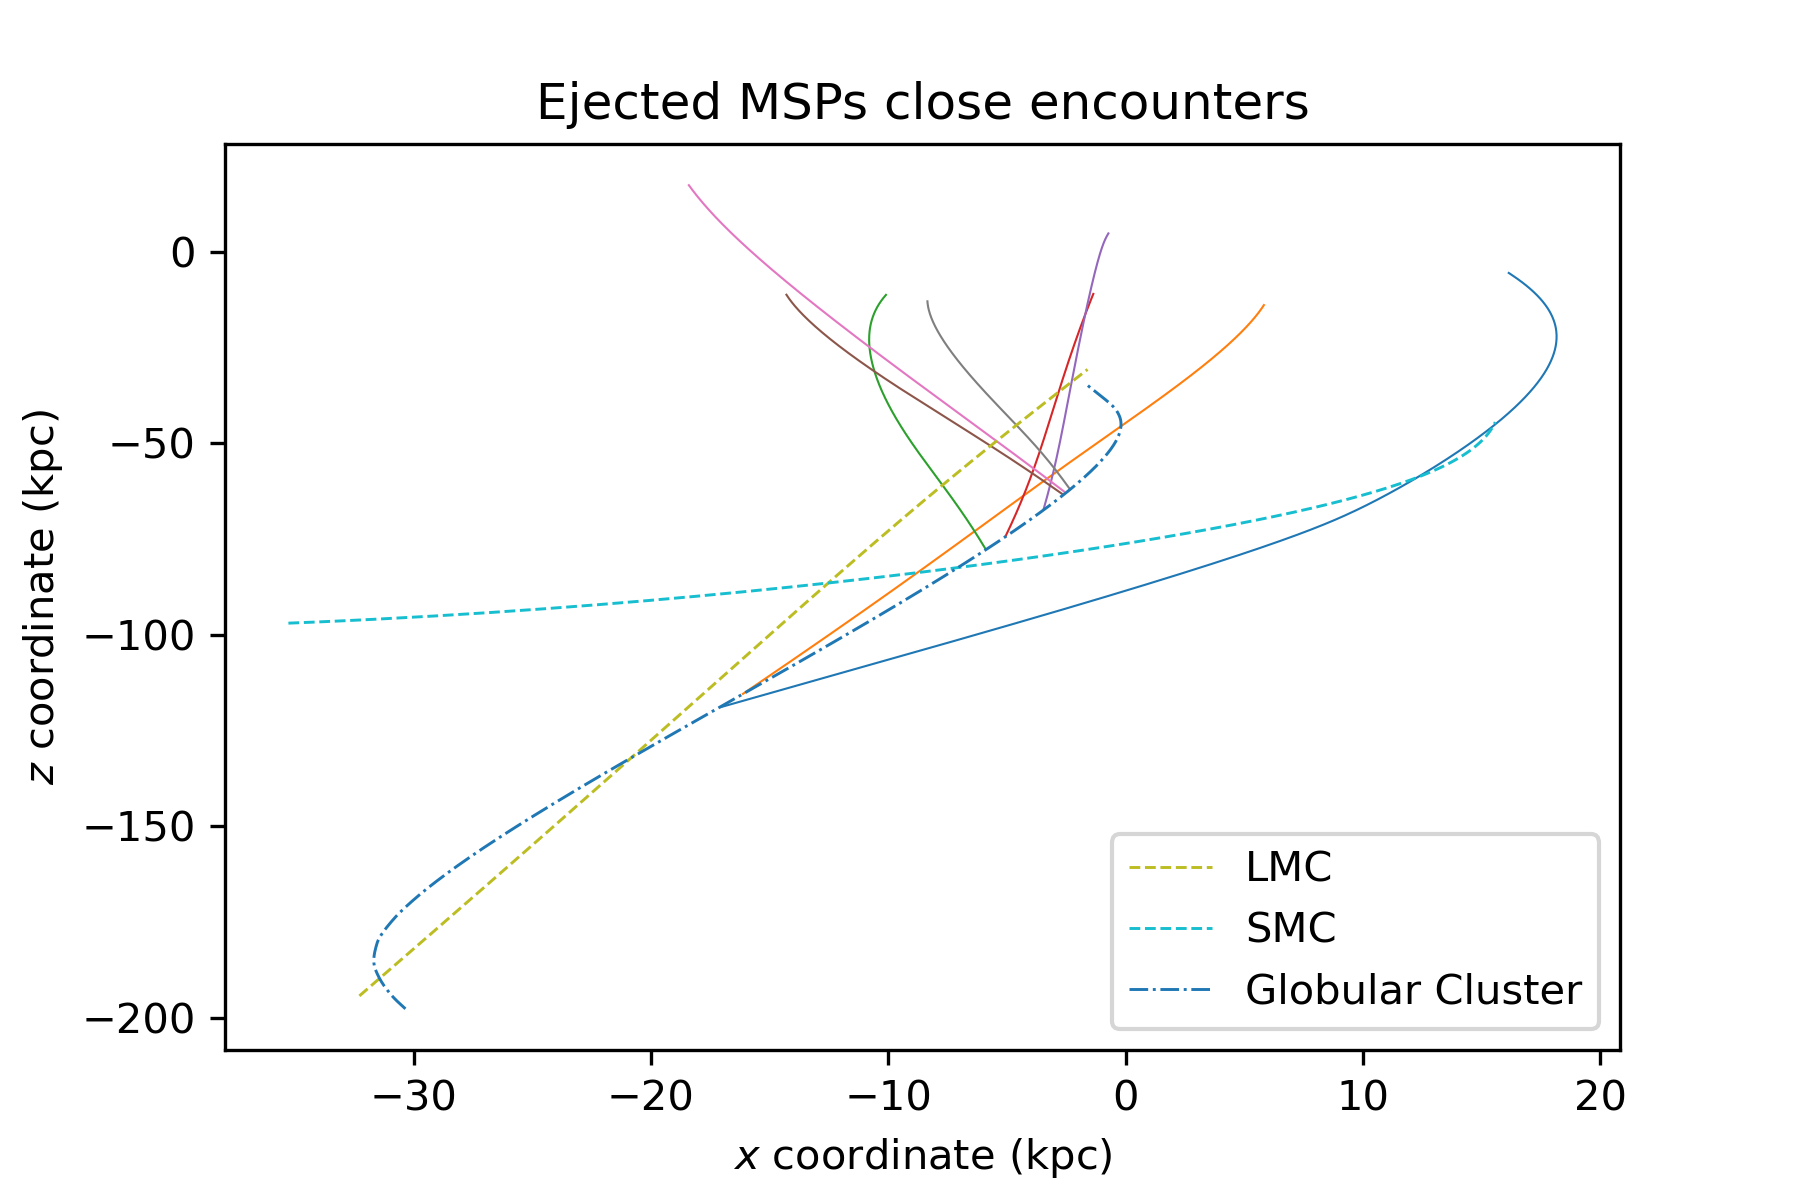 Ejected MSPs close encounters
0
−50
−100
−150
−200
z coordinate (kpc)
LMC
SMC
Globular Cluster
−30 −20 −10 0 10 20
x coordinate (kpc)